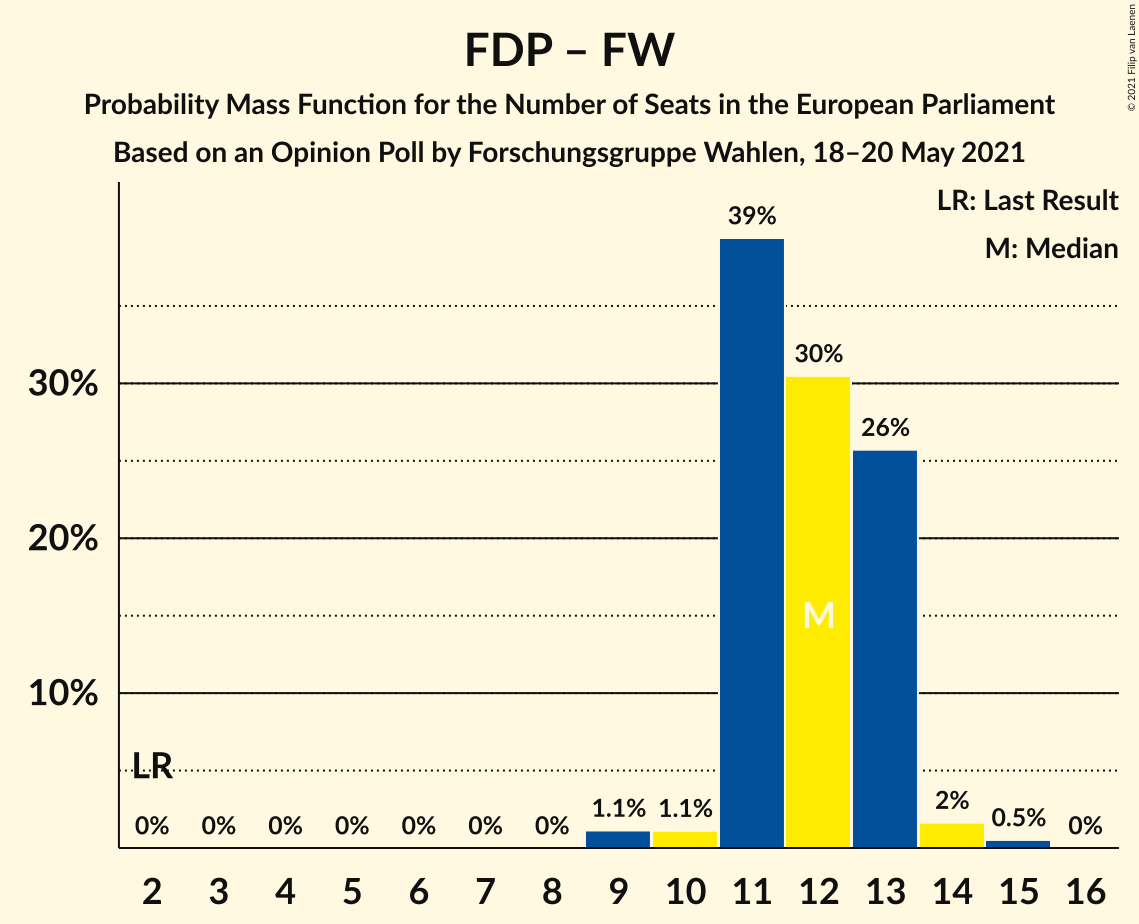 FDP – FW
Probability Mass Function for the Number of Seats in the European Parliament
Based on an Opinion Poll by Forschungsgruppe Wahlen, 18–20 May 2021
© 2021 Filip van Laenen
LR: Last Result
M: Median
39%
30%
26%
30%
20%
10%
M
LR
0% 0% 0% 0% 0% 0% 0% 1.1% 1.1% 2% 0.5% 0%
2 3 4 5 6 7 8 9 10 11 12 13 14 15 16